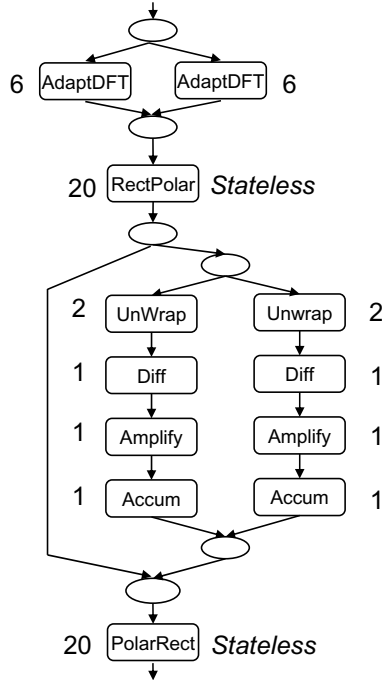 6 AdaptDFT AdaptDFT 6
20 RectPolar Stateless
2 UnWrap Unwrap 2
1 Diff Diff 1
1 Amplify Amplify 1
1 Accum Accum 1
20 PolarRect Stateless